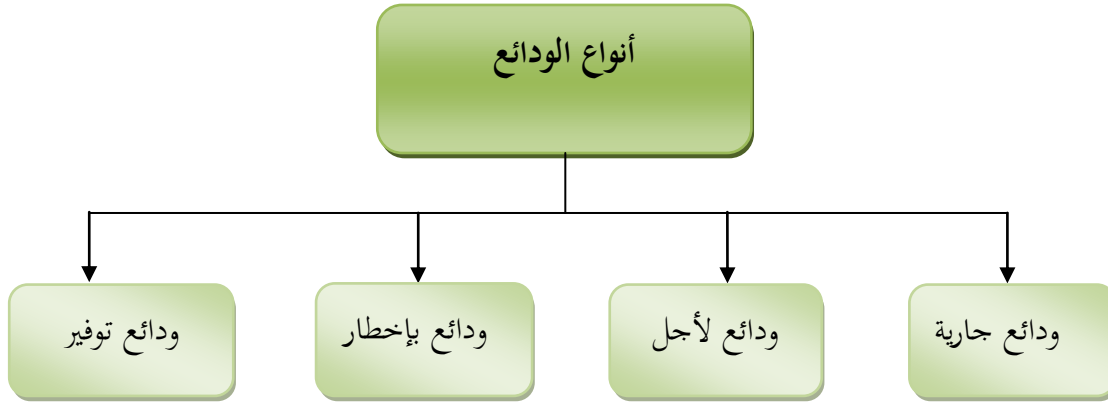 أنواع الودائع
ودائع جارية
ودائع لأجل
ودائع بإخطار
ودائع توفير